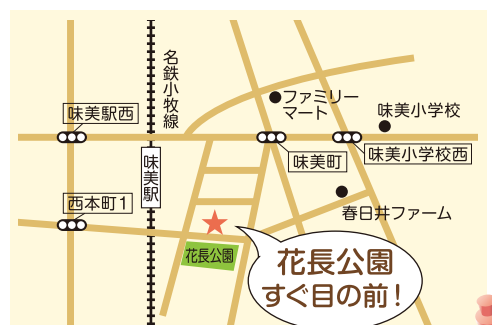 名鉄小牧線
ファミリー
マート
味美小学校
味美駅西
味美駅
味美町
味美小学校西
西本町1
春日井ファーム
花長公園
花長公園
すぐ目の前!